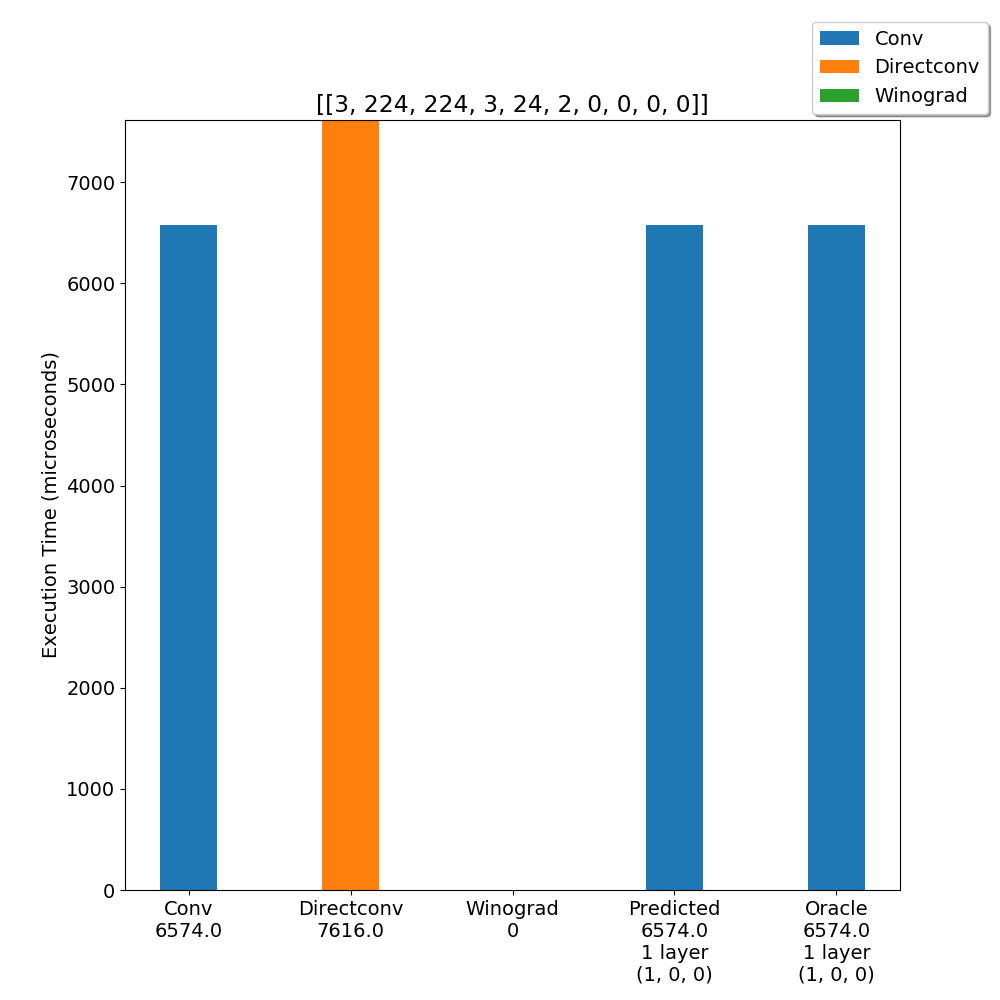 Conv
Directconv
Winograd
[[3, 224, 224, 3, 24, 2, 0, 0, 0, 0]]
Execution Time (microseconds)
7000
6000
5000
4000
3000
2000
1000
0
Conv
6574.0
Directconv
7616.0
Winograd
0
Predicted
6574.0
1 layer
(1, 0, 0)
Oracle
6574.0
1 layer
(1, 0, 0)